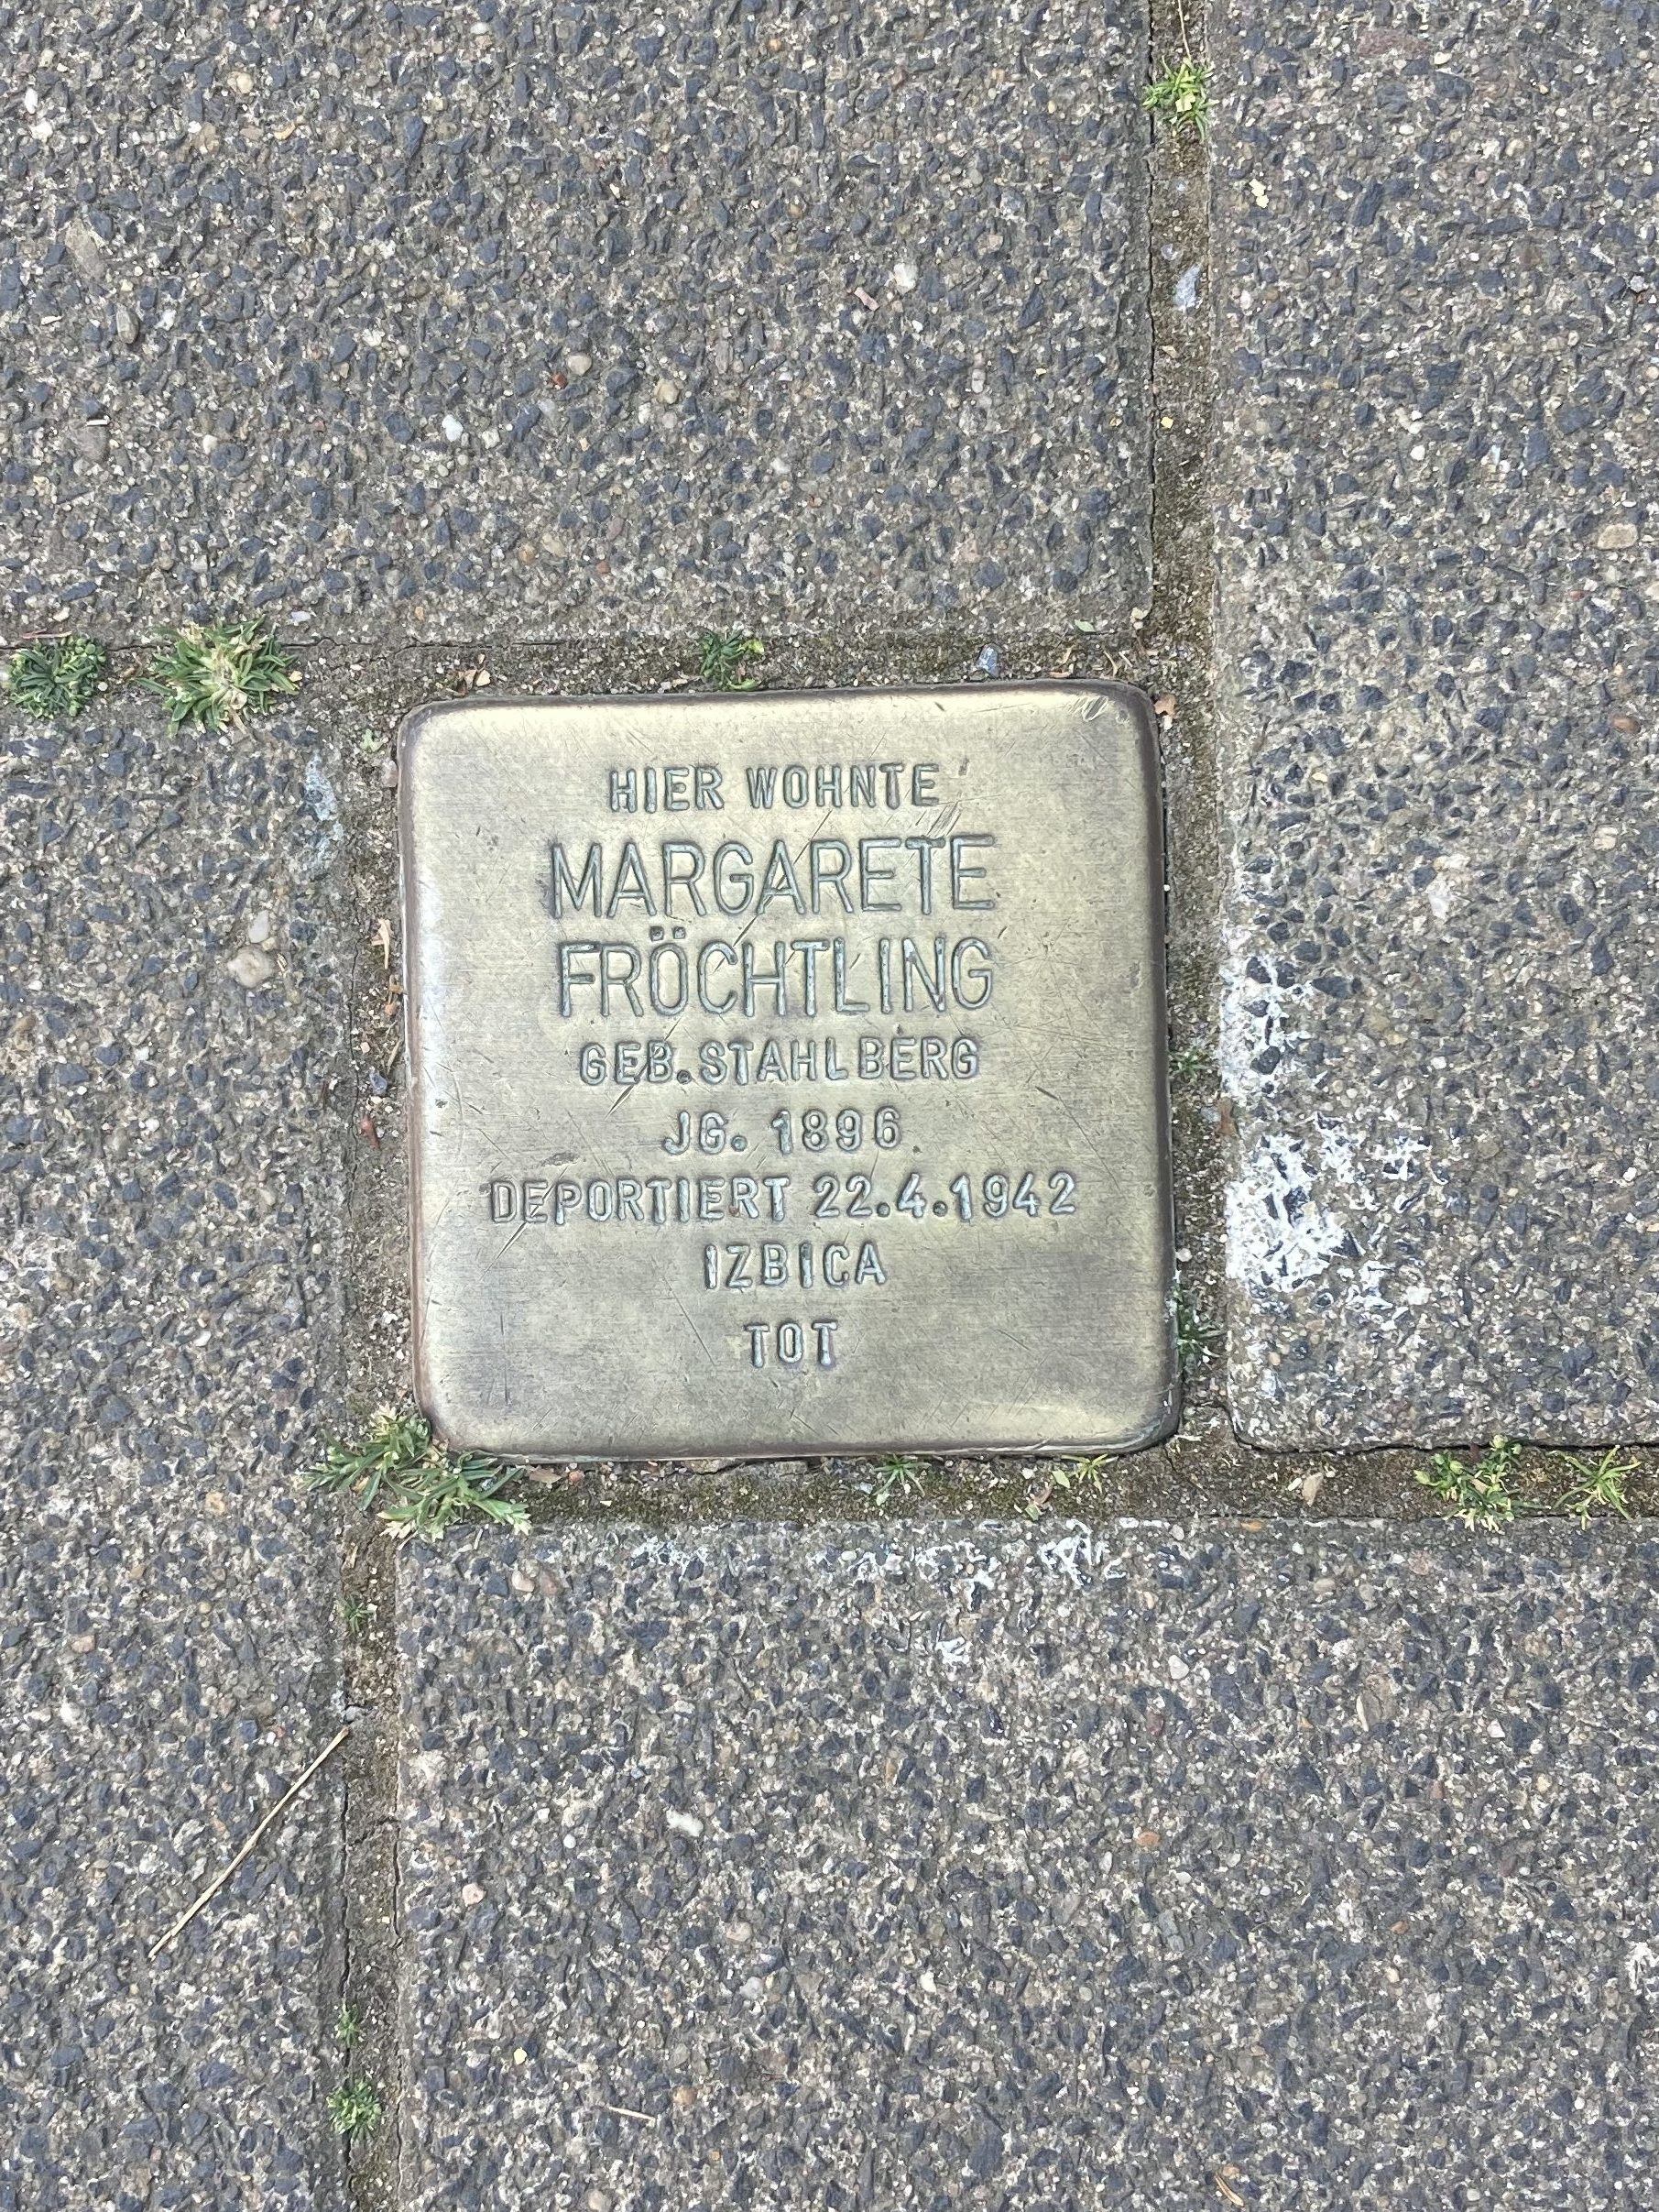 HIER WOHNTE
MARGARETE
FRÖCHTLING
GEB. STAHLBERG
JG. 1896
DEPORTIERT 22.4.1942
IZBICA
TOT